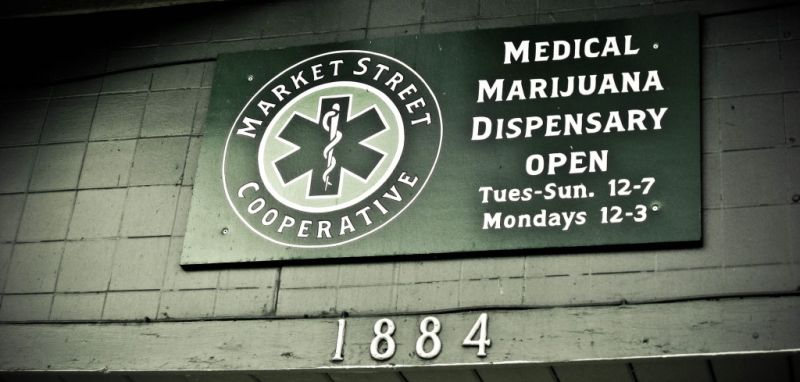 MARKET STREET
COOPERATIVE
MEDICAL
MARIJUANA
DISPENSARY
OPEN
Tues-Sun. 12-7
Mondays 12-3
1884